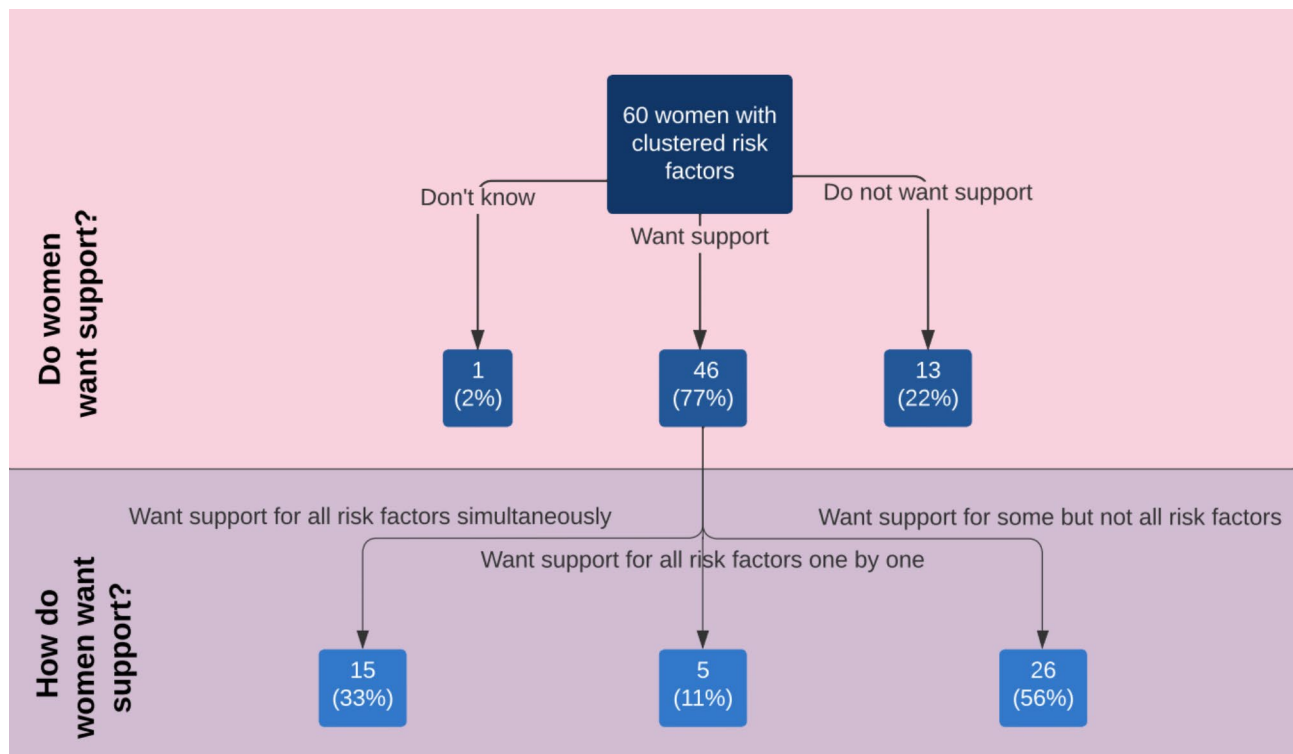 60 women with
clustered risk
factors
Don't know
Want support
Do not want support
Do women
want support?
1
(2%)
46
(77%)
13
(22%)
Want support for all risk factors simultaneously
Want support for some but not all risk factors
Want support for all risk factors one by one
How do
women want
support?
15
(33%)
5
(11%)
26
(56%)